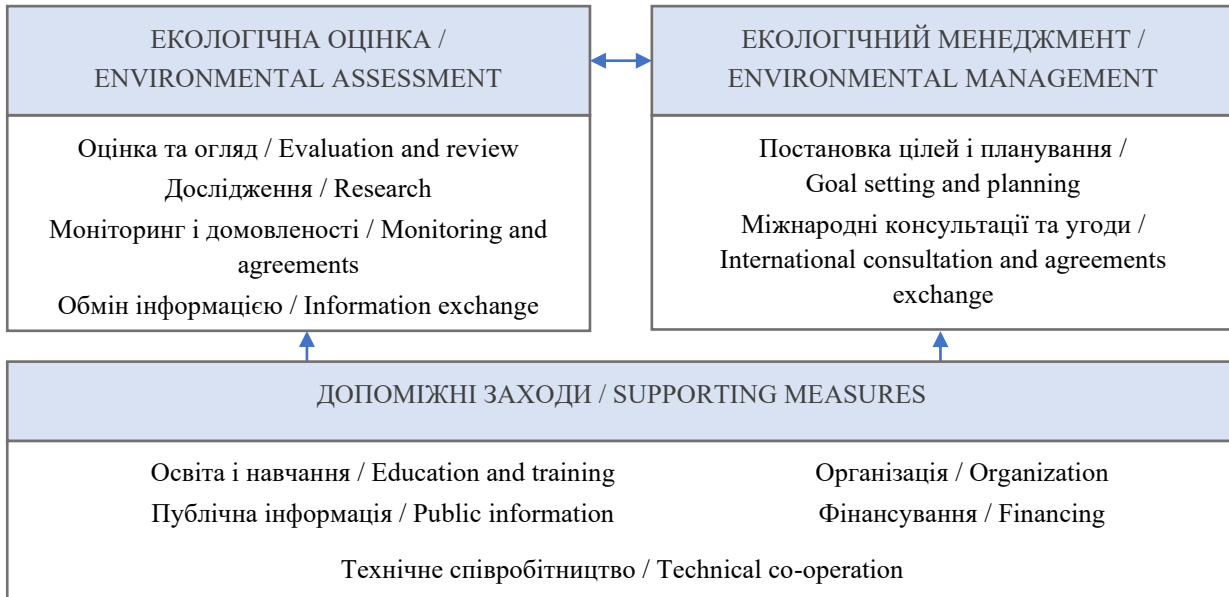 ЕКОЛОГІЧНА ОЦІНКА /
ENVIRONMENTAL ASSESSMENT
Оцінка та огляд / Evaluation and review
Дослідження / Research
Моніторинг і домовленості / Monitoring and
agreements
Обмін інформацією / Information exchange
ЕКОЛОГІЧНИЙ МЕНЕДЖМЕНТ /
ENVIRONMENTAL MANAGEMENT
Постановка цілей і планування /
Goal setting and planning
Міжнародні консультації та угоди /
International consultation and agreements
exchange
ДОПОМІЖНІ ЗАХОДИ / SUPPORTING MEASURES
Освіта і навчання / Education and training
Публічна інформація / Public information
Організація / Organization
Фінансування / Financing
Технічне співробітництво / Technical co-operation